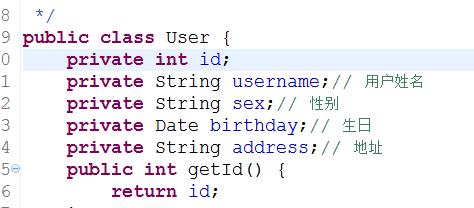 8  */
9 public class User {
0     private int id;
1     private String username;// 用户姓名
2     private String sex;// 性别
3     private Date birthday;// 生日
4     private String address;// 地址
5     public int getId() {
6         return id;